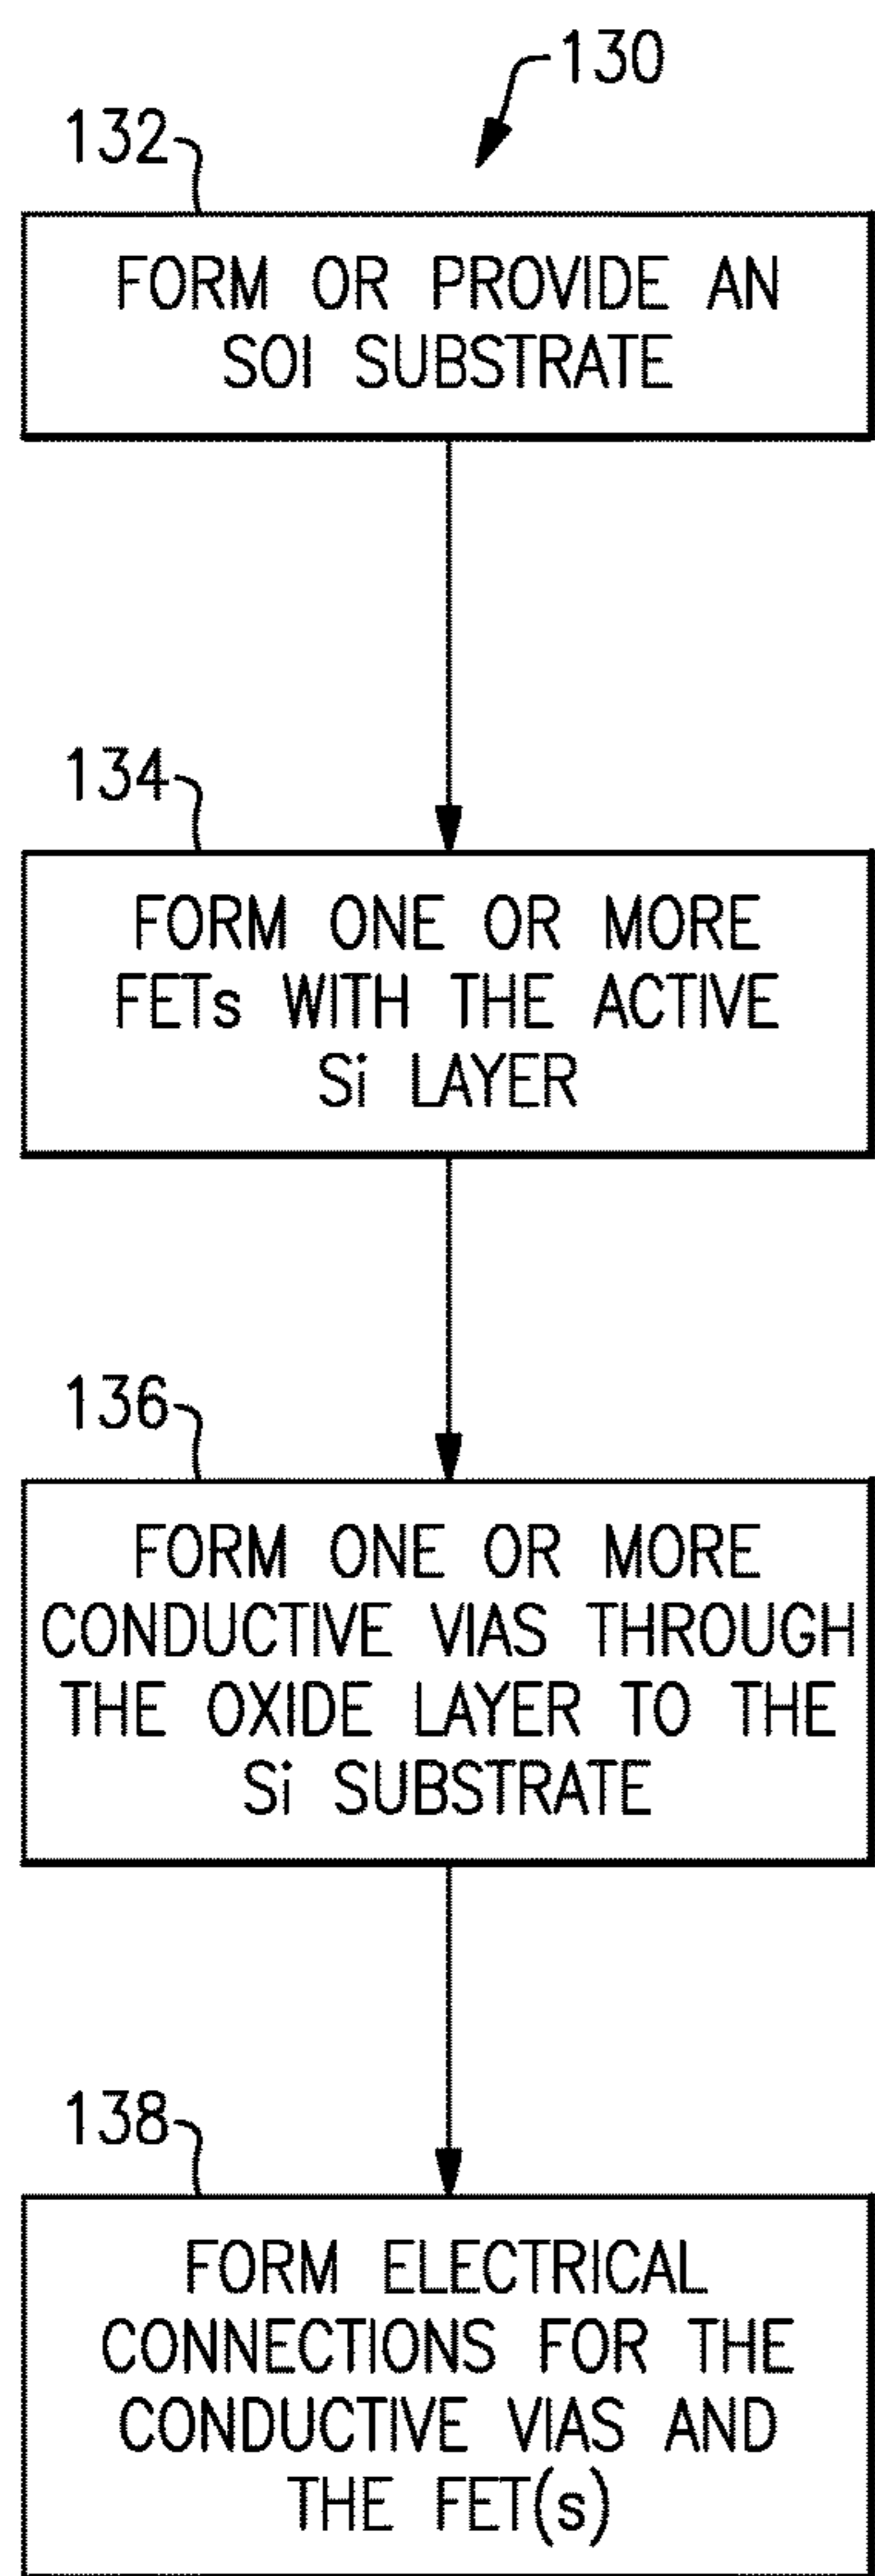 130
132
FORM OR PROVIDE AN
SOI SUBSTRATE
134
FORM ONE OR MORE
FETs WITH THE ACTIVE
Si LAYER
136
FORM ONE OR MORE
CONDUCTIVE VIAS THROUGH
THE OXIDE LAYER TO THE
Si SUBSTRATE
138
FORM ELECTRICAL
CONNECTIONS FOR THE
CONDUCTIVE VIAS AND
THE FET(s)